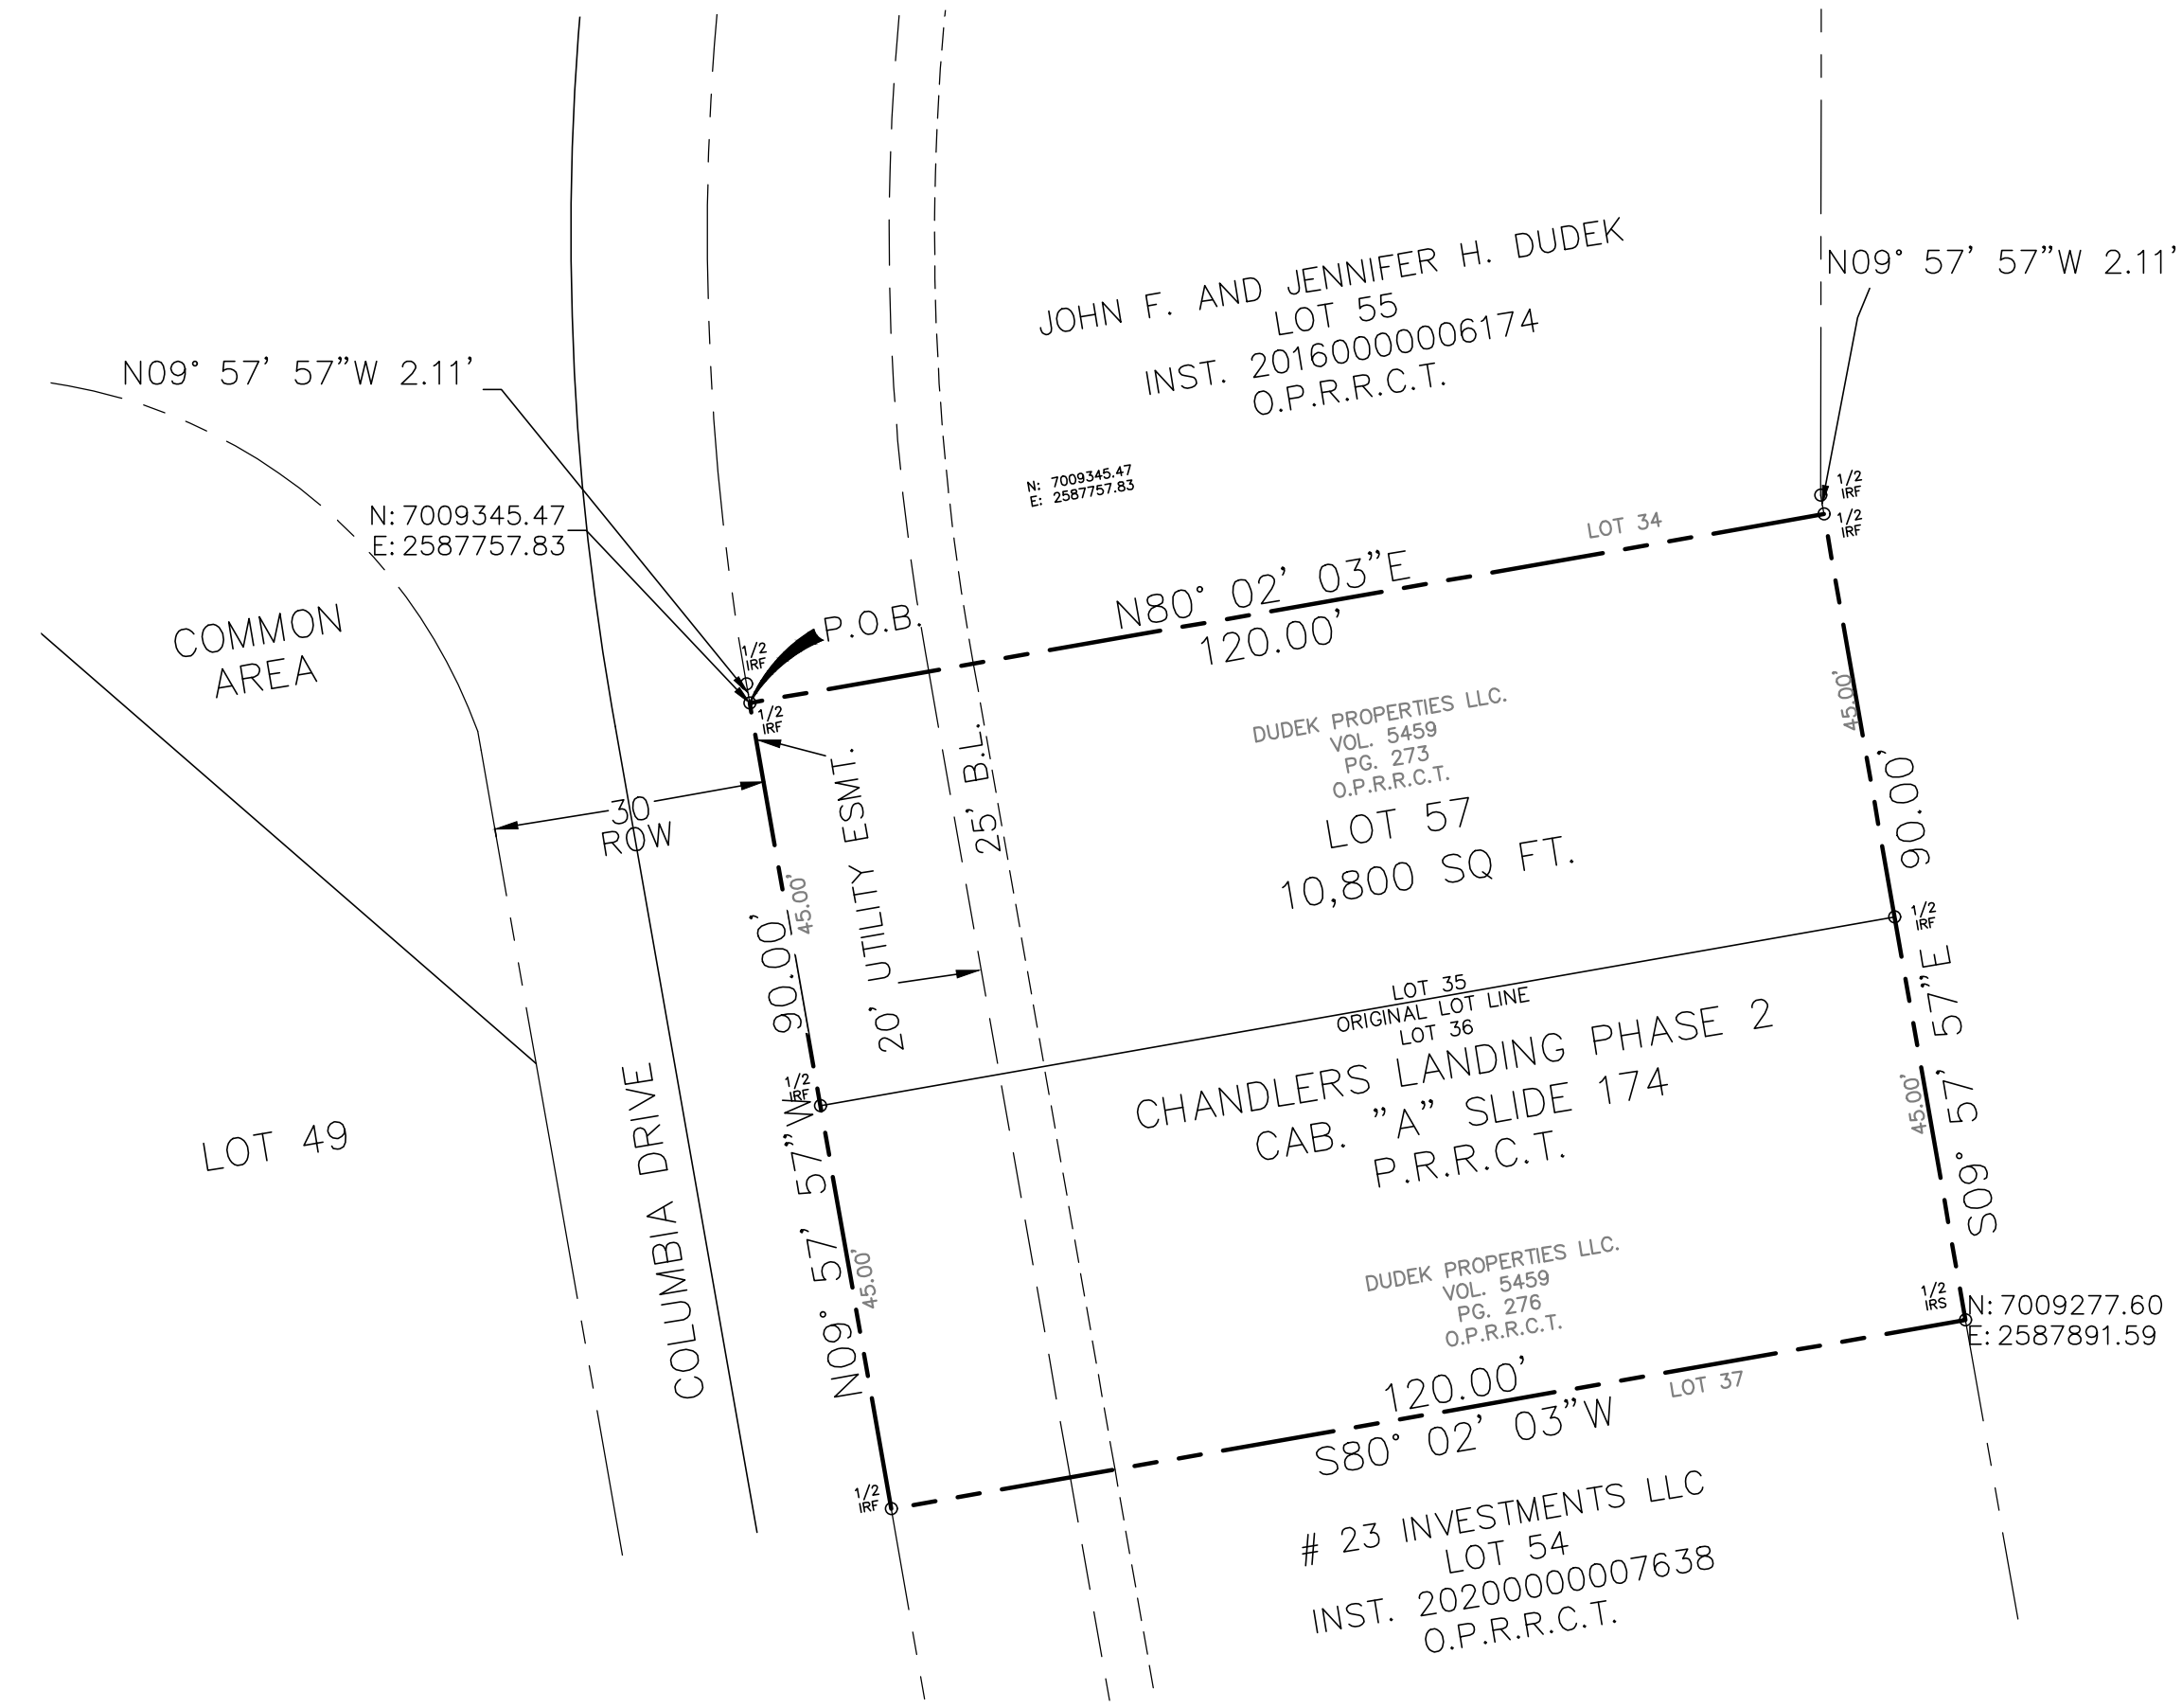 JOHN F. AND JENNIFER H. DUDEK
LOT 55
INST. 20160000006174
O.P.R.R.C.T.
N09° 57' 57"W 2.11'
N09° 57' 57"W 2.11'
N: 7009345.47
E: 2587757.83
N: 7009345.47
E: 2587757.83
1/2
IRF
1/2
IRF
LOT 34
N80° 02' 03"E
120.00'
COMMON
AREA
P.O.B.
1/2
IRF
1/2
IRF
30
ROW
20' UTILITY ESMT.
25' B.L.
DUDEK PROPERTIES LLC.
VOL. 5459
PG. 273
O.P.R.R.C.T.
LOT 57
10,800 SQ FT.
45.00'
45.00'
S09° 57' 57"E 90.00'
N09° 57' 57"W 90.00'
1/2
IRF
LOT 35
ORIGINAL LOT LINE
LOT 36
1/2
IRF
CHANDLERS LANDING PHASE 2
CAB. "A" SLIDE 174
P.R.R.C.T.
COLUMBIA DRIVE
LOT 49
45.00'
45.00'
DUDEK PROPERTIES LLC.
VOL. 5459
PG. 276
O.P.R.R.C.T.
1/2
IRS
N: 7009277.60
E: 2587891.59
120.00'
S80° 02' 03"W
LOT 37
1/2
IRF
# 23 INVESTMENTS LLC
LOT 54
INST. 20200000007638
O.P.R.R.C.T.